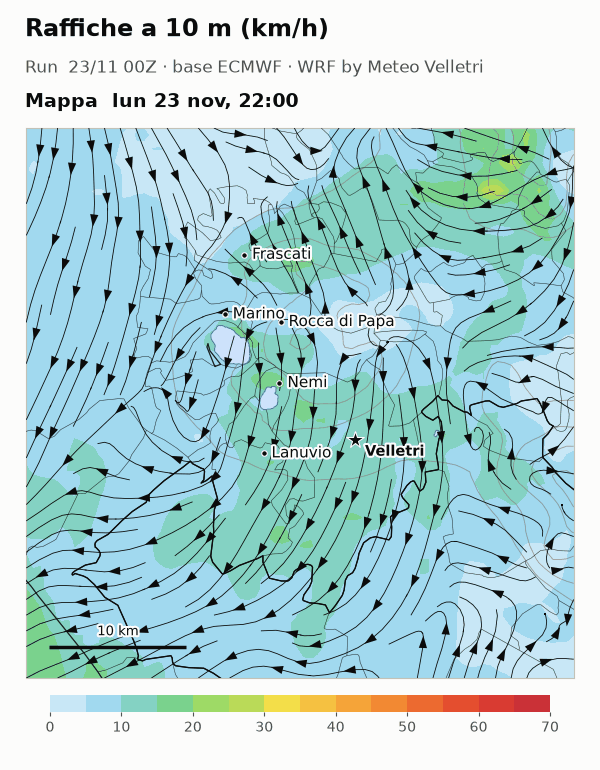 Raffiche a 10 m (km/h)
Run  23/11 00Z · base ECMWF · WRF by Meteo Velletri
Mappa  lun 23 nov, 22:00
Frascati
Marino
Rocca di Papa
Nemi
Velletri
Lanuvio
10 km
0 10 20 30 40 50 60 70